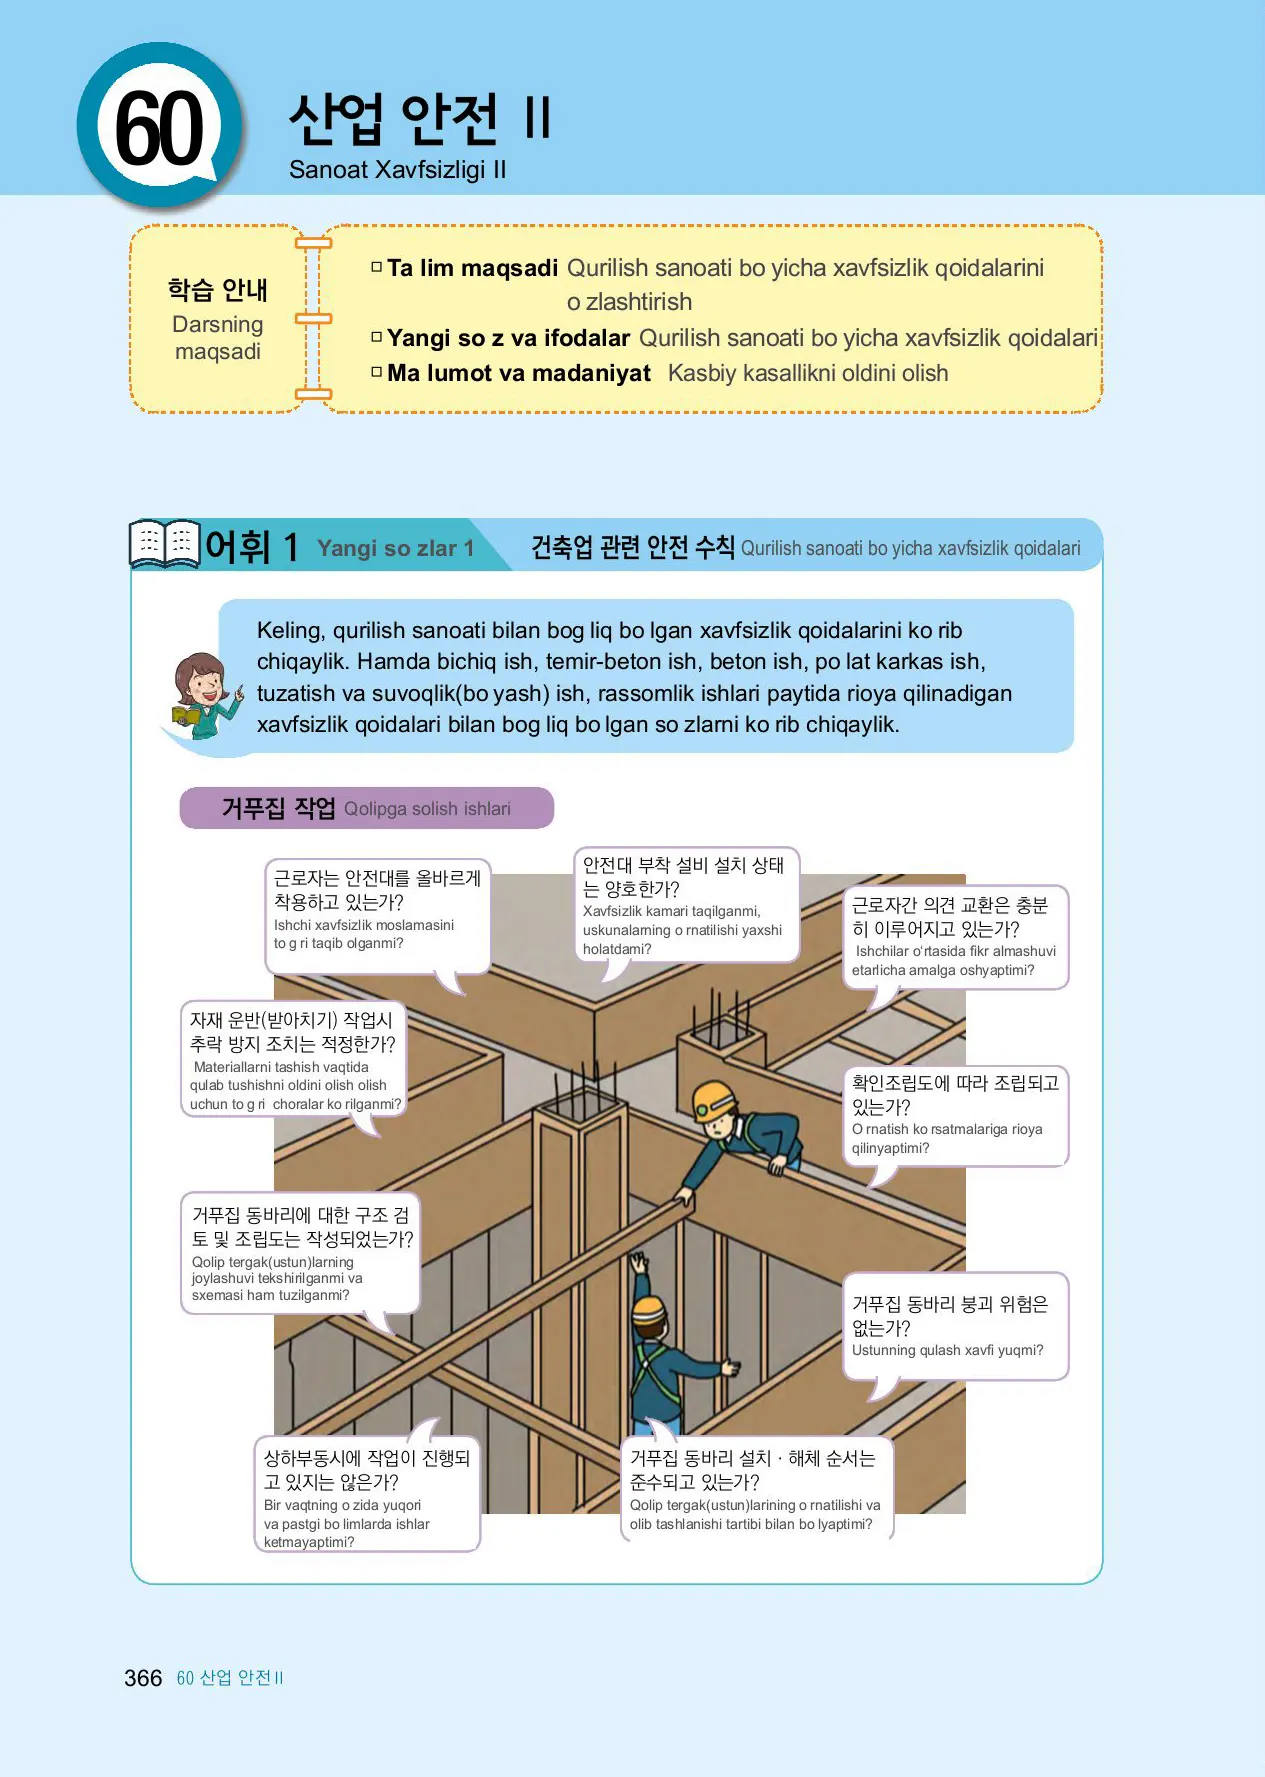 60
산업 안전 Ⅱ
Sanoat Xavfsizligi II
학습 안내
Darsning
maqsadi
▫ Ta lim maqsadi Qurilish sanoati bo yicha xavfsizlik qoidalarini
o zlashtirish
▫ Yangi so z va ifodalar Qurilish sanoati bo yicha xavfsizlik qoidalari
▫ Ma lumot va madaniyat Kasbiy kasallikni oldini olish
어휘 1 Yangi so zlar 1 건축업 관련 안전 수칙 Qurilish sanoati bo yicha xavfsizlik qoidalari
Keling, qurilish sanoati bilan bog liq bo lgan xavfsizlik qoidalarini ko rib
chiqaylik. Hamda bichiq ish, temir-beton ish, beton ish, po lat karkas ish,
tuzatish va suvoqlik(bo yash) ish, rassomlik ishlari paytida rioya qilinadigan
xavfsizlik qoidalari bilan bog liq bo lgan so zlarni ko rib chiqaylik.
거푸집 작업 Qolipga solish ishlari
근로자는 안전대를 올바르게
착용하고 있는가?
Ishchi xavfsizlik moslamasini
to g ri taqib olganmi?
안전대 부착 설비 설치 상태
는 양호한가?
Xavfsizlik kamari taqilganmi,
uskunalarning o rnatilishi yaxshi
holatdami?
근로자간 의견 교환은 충분
히 이루어지고 있는가?
Ishchilar o‘rtasida fikr almashuvi
etarlicha amalga oshyaptimi?
자재 운반(받아치기) 작업시
추락 방지 조치는 적정한가?
Materiallarni tashish vaqtida
qulab tushishni oldini olish olish
uchun to g ri choralar ko rilganmi?
확인조립도에 따라 조립되고
있는가?
O rnatish ko rsatmalariga rioya
qilinyaptimi?
거푸집 동바리에 대한 구조 검
토 및 조립도는 작성되었는가?
Qolip tergak(ustun)larning
joylashuvi tekshirilganmi va
sxemasi ham tuzilganmi?
거푸집 동바리 붕괴 위험은
없는가?
Ustunning qulash xavfi yuqmi?
상하부동시에 작업이 진행되
고 있지는 않은가?
Bir vaqtning o zida yuqori
va pastgi bo limlarda ishlar
ketmayaptimi?
거푸집 동바리 설치 · 해체 순서는
준수되고 있는가?
Qolip tergak(ustun)larining o rnatilishi va
olib tashlanishi tartibi bilan bo lyaptimi?
366 60 산업 안전Ⅱ